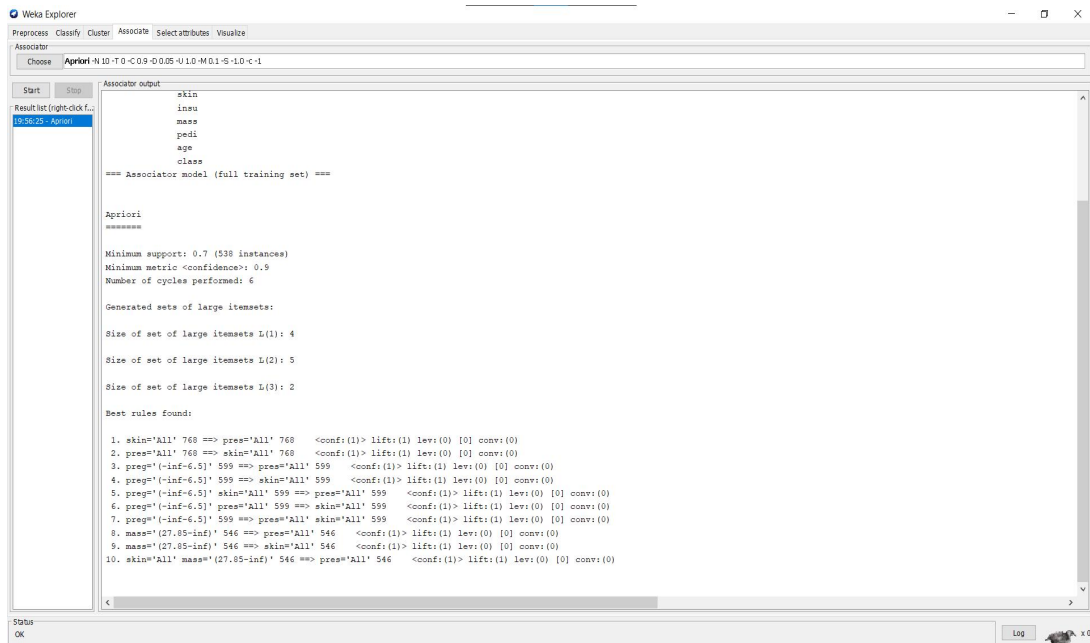 Weka Explorer
Preprocess Classify Cluster Associate Select attributes Visualize
Associator
Choose Apriori -N 10 -T 0 -C 0.9 -D 0.05 -U 1.0 -M 0.1 -S -1.0 -c -1
Start Stop
Result list (right-click f...
19:56:25 - Apriori
Associator output
skin
insu
mass
pedi
age
class
=== Associator model (full training set) ===
Apriori
=======
Minimum support: 0.7 (538 instances)
Minimum metric <confidence>: 0.9
Number of cycles performed: 6
Generated sets of large itemsets:
Size of set of large itemsets L(1): 4
Size of set of large itemsets L(2): 5
Size of set of large itemsets L(3): 2
Best rules found:
1. skin='All' 768 ==> pres='All' 768 <conf:(1)> lift:(1) lev:(0) [0] conv:(0)
2. pres='All' 768 ==> skin='All' 768 <conf:(1)> lift:(1) lev:(0) [0] conv:(0)
3. preg='(-inf-6.5]' 599 ==> pres='All' 599 <conf:(1)> lift:(1) lev:(0) [0] conv:(0)
4. preg='(-inf-6.5]' 599 ==> skin='All' 599 <conf:(1)> lift:(1) lev:(0) [0] conv:(0)
5. preg='(-inf-6.5]' skin='All' 599 ==> pres='All' 599 <conf:(1)> lift:(1) lev:(0) [0] conv:(0)
6. preg='(-inf-6.5]' pres='All' 599 ==> skin='All' 599 <conf:(1)> lift:(1) lev:(0) [0] conv:(0)
7. preg='(-inf-6.5]' 599 ==> pres='All' skin='All' 599 <conf:(1)> lift:(1) lev:(0) [0] conv:(0)
8. mass='(27.85-inf)' 546 ==> pres='All' 546 <conf:(1)> lift:(1) lev:(0) [0] conv:(0)
9. mass='(27.85-inf)' 546 ==> skin='All' 546 <conf:(1)> lift:(1) lev:(0) [0] conv:(0)
10. skin='All' mass='(27.85-inf)' 546 ==> pres='All' 546 <conf:(1)> lift:(1) lev:(0) [0] conv:(0)
Status
OK
Log x 0